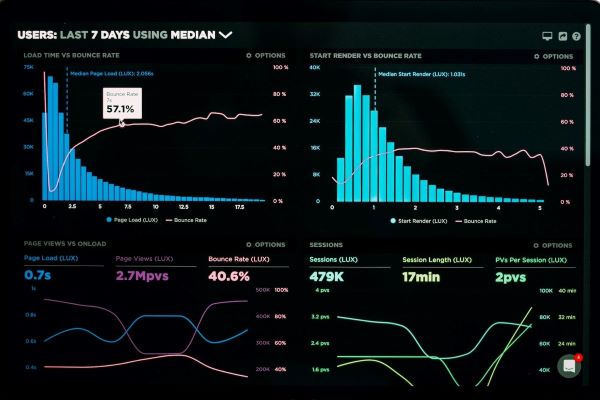 USERS: LAST 7 DAYS USING MEDIAN
LOAD TIME VS BOUNCE RATE
OPTIONS
75K
60K
45K
30K
15K
0
100 %
80 %
60 %
40 %
20 %
0 %
Median Page Load (LUX): 2.056s
Bounce Rate
7s
57.1%
0
2.5
5
7.5
10
12.5
15
17.5
Page Load (LUX)
Bounce Rate
START RENDER VS BOUNCE RATE
OPTIONS
40K
32K
24K
16K
8K
0
100 %
80 %
60 %
40 %
20 %
0 %
Median Start Render (LUX): 1.031s
0
1
2
3
4
5
Start Render (LUX)
Bounce Rate
PAGE VIEWS VS ONLOAD
OPTIONS
Page Load (LUX)
0.7s
Page Views (LUX)
2.7Mpvs
Bounce Rate (LUX)
40.6%
1s
0.8s
0.6s
0.4s
500K
400K
300K
200K
100%
80%
60%
40%
SESSIONS
OPTIONS
Sessions (LUX)
479K
Session Length (LUX)
17min
PVs Per Session (LUX)
2pvs
4 pvs
3.2 pvs
2.4 pvs
1.6 pvs
100K
80K
60K
40K
40 min
32 min
24 min